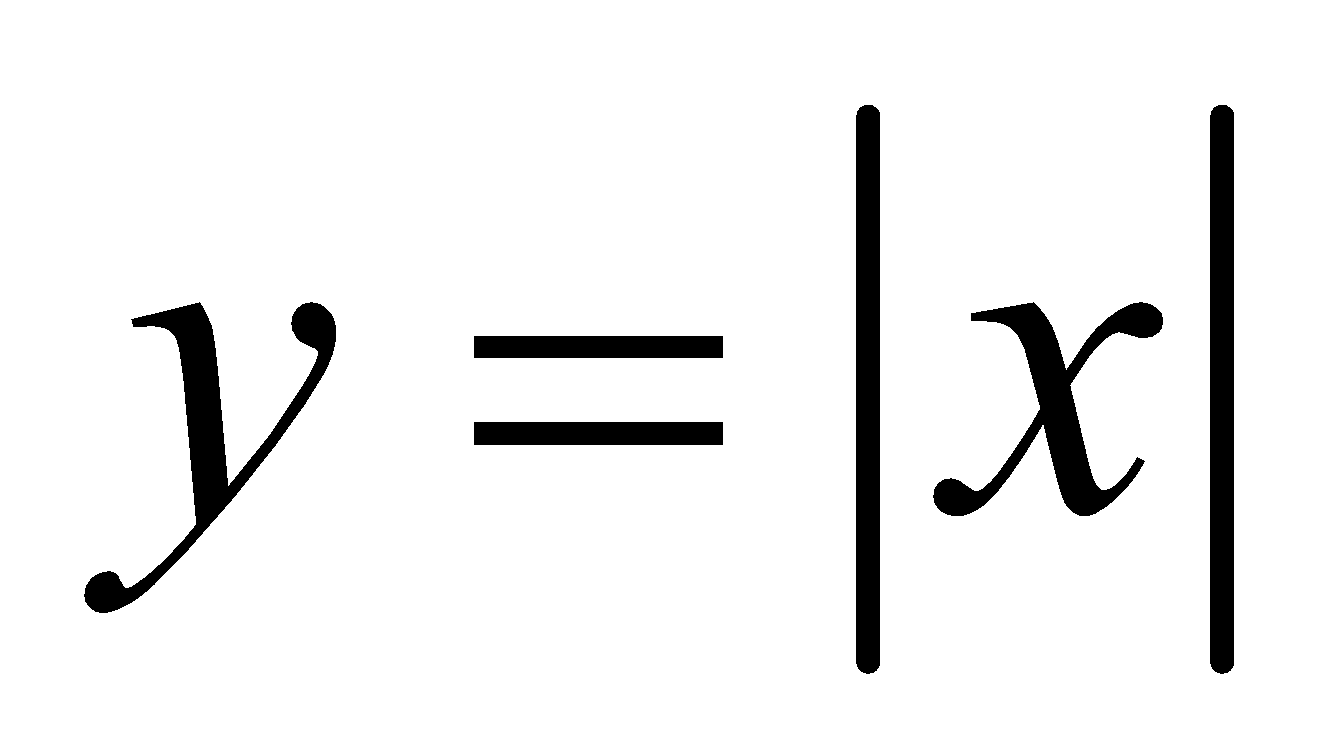 y = |x|